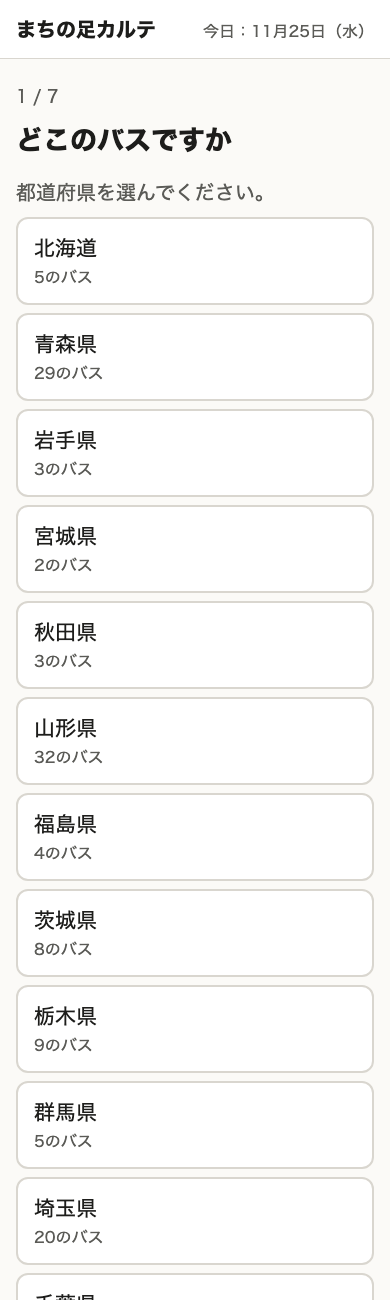 まちの足カルテ
今日：11月25日（水）
1 / 7
どこのバスですか
都道府県を選んでください。
北海道
5のバス
青森県
29のバス
岩手県
3のバス
宮城県
2のバス
秋田県
3のバス
山形県
32のバス
福島県
4のバス
茨城県
8のバス
栃木県
9のバス
群馬県
5のバス
埼玉県
20のバス